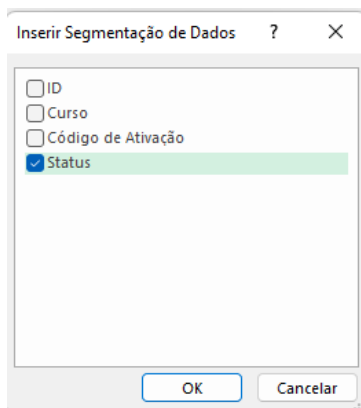 Inserir Segmentação de Dados ? ×
ID
Curso
Código de Ativação
Status
OK Cancelar